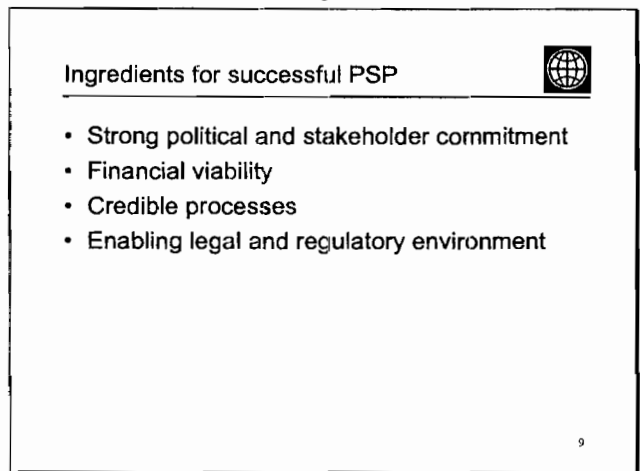 Ingredients for successful PSP
• Strong political and stakeholder commitment
• Financial viability
• Credible processes
• Enabling legal and regulatory environment
9